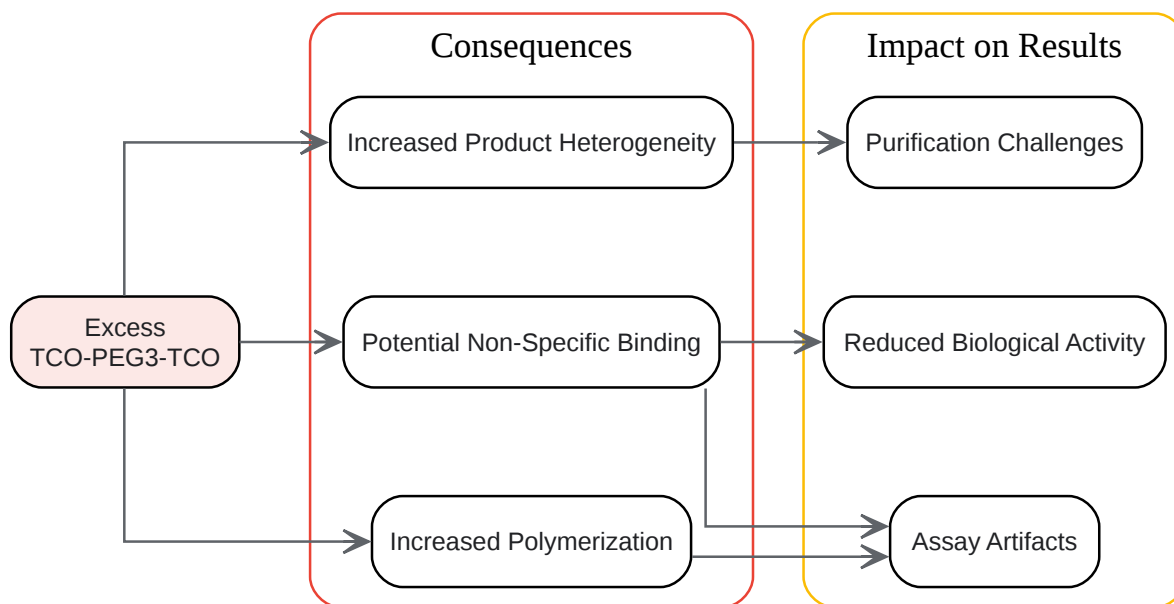 Consequences
Impact on Results
Increased Product Heterogeneity
Purification Challenges
Excess
TCO-PEG3-TCO
Potential Non-Specific Binding
Reduced Biological Activity
Increased Polymerization
Assay Artifacts